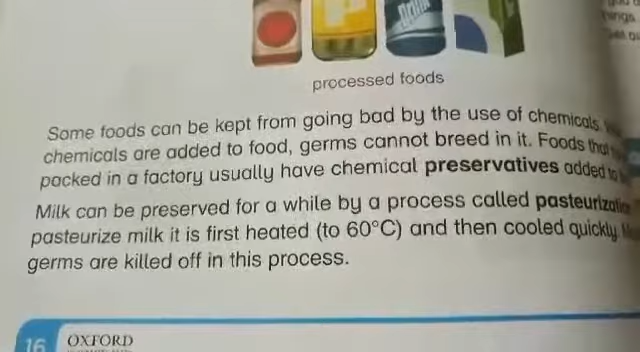 processed foods
Some foods can be kept from going bad by the use of chemicals.
chemicals are added to food, germs cannot breed in it. Foods that
packed in a factory usually have chemical preservatives added to
Milk can be preserved for a while by a process called pasteurization
pasteurize milk it is first heated (to 60°C) and then cooled quickly.
germs are killed off in this process.
16 OXFORD